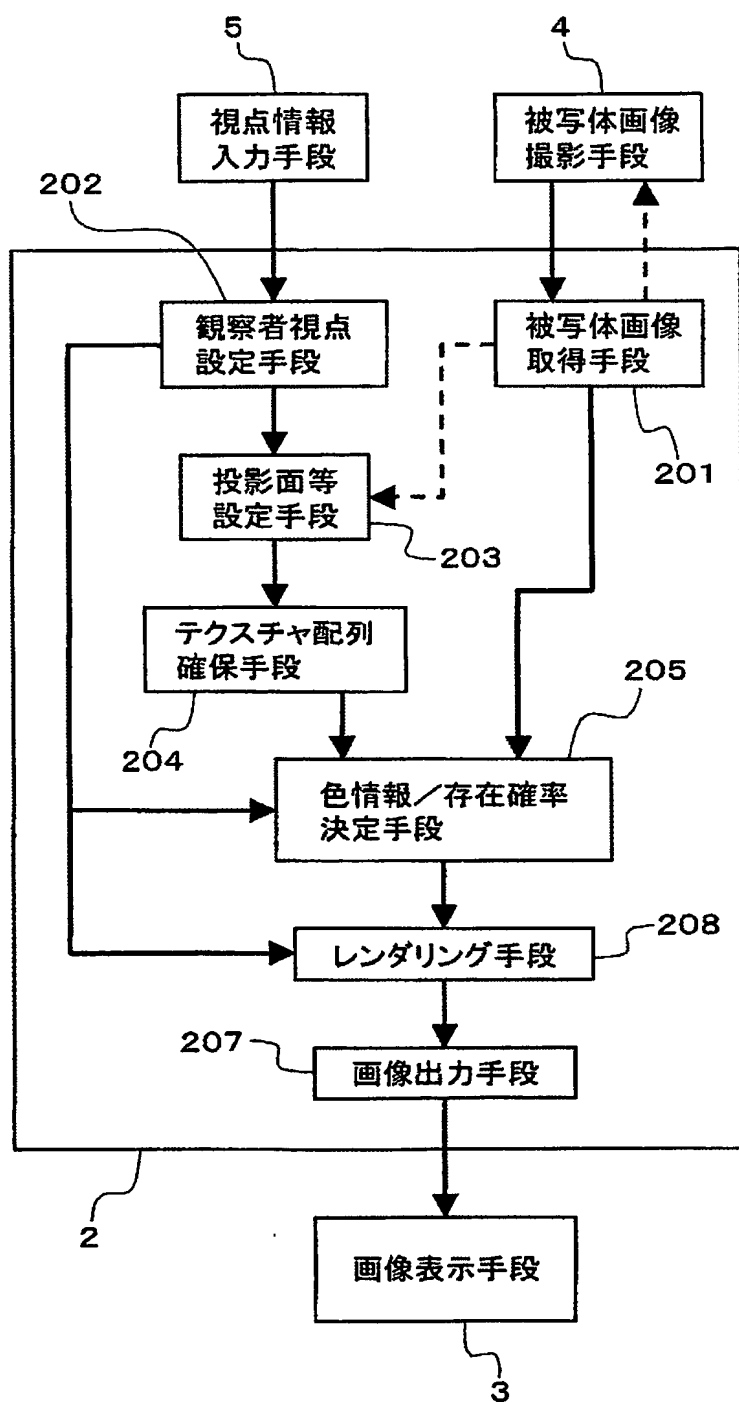 5
4
視点情報
入力手段
被写体画像
撮影手段
202
観察者視点
設定手段
被写体画像
取得手段
201
投影面等
設定手段
203
テクスチャ配列
確保手段
204
205
色情報／存在確率
決定手段
レンダリング手段
208
207
画像出力手段
2
画像表示手段
3